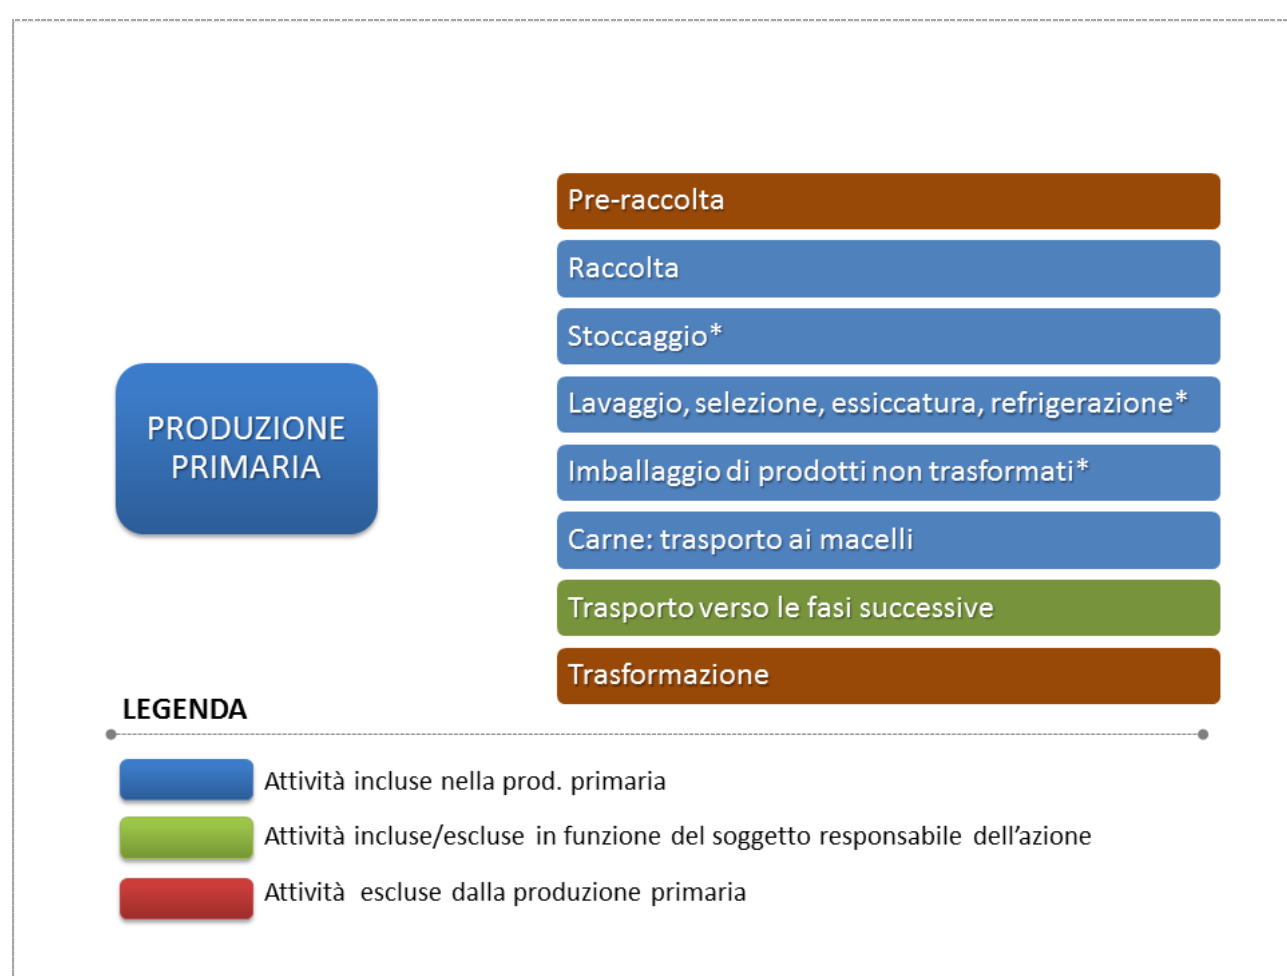 Pre-raccolta
Raccolta
Stoccaggio*
Lavaggio, selezione, essiccatura, refrigerazione*
Imballaggio di prodotti non trasformati*
Carne: trasporto ai macelli
Trasporto verso le fasi successive
Trasformazione
PRODUZIONE
PRIMARIA
LEGENDA
Attività incluse nella prod. primaria
Attività incluse/escluse in funzione del soggetto responsabile dell’azione
Attività escluse dalla produzione primaria